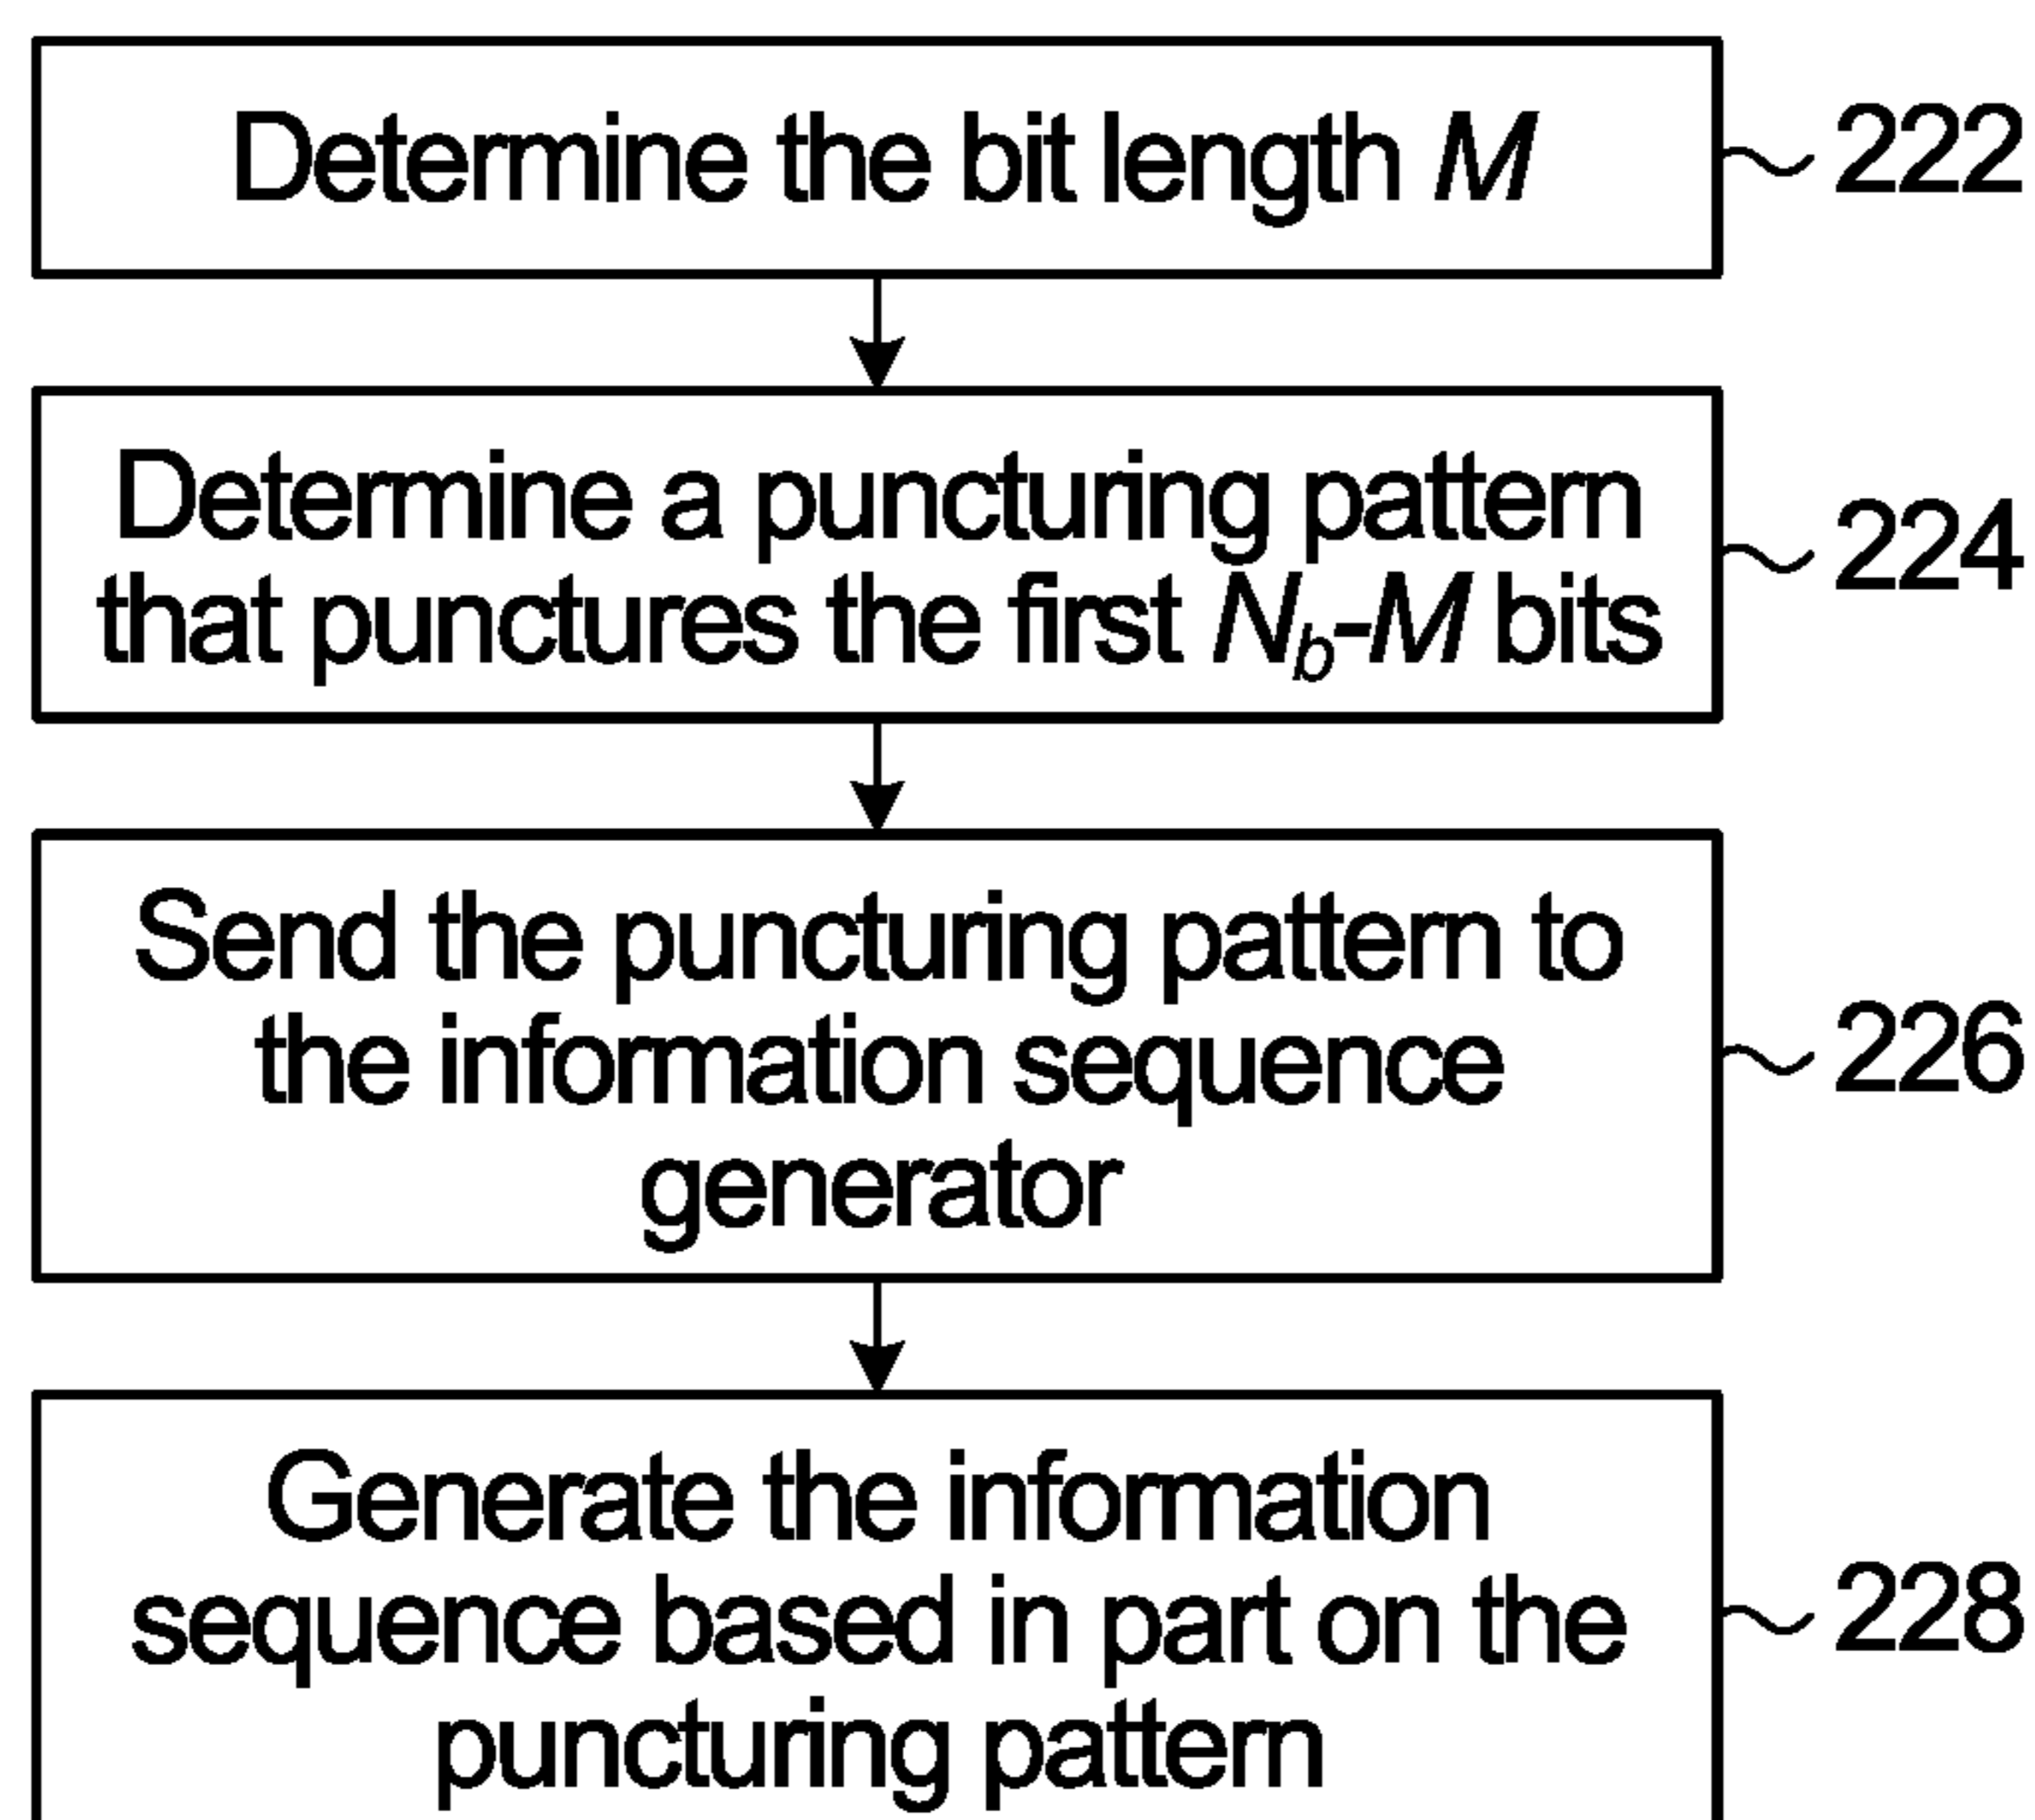 Determine the bit length M
222
Determine a puncturing pattern
that punctures the first N_b-M bits
224
Send the puncturing pattern to
the information sequence
generator
226
Generate the information
sequence based in part on the
puncturing pattern
228